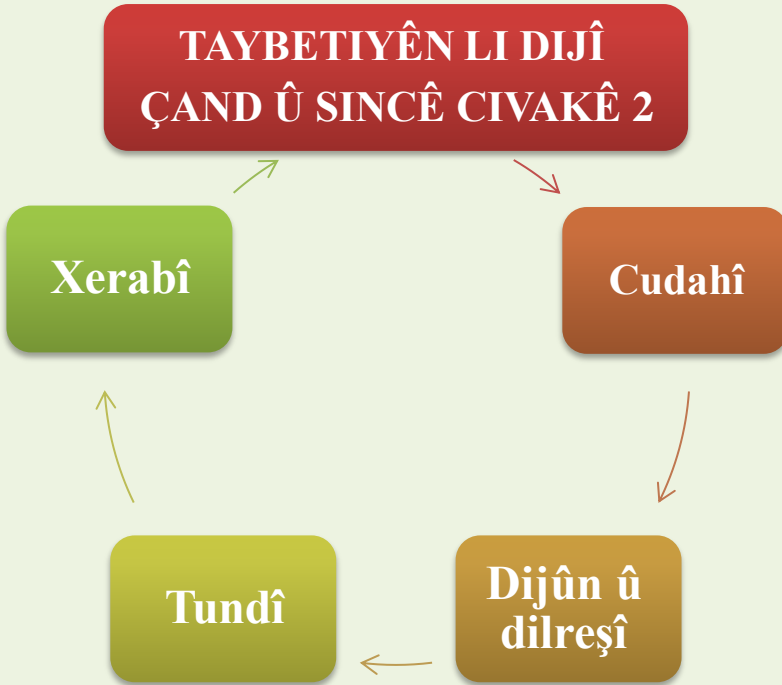 TAYBETIYÊN LI DIJÎ
ÇAND Û SINCÊ CIVAKÊ 2
Cudahî
Dijûn û
dilreşî
Tundî
Xerabî